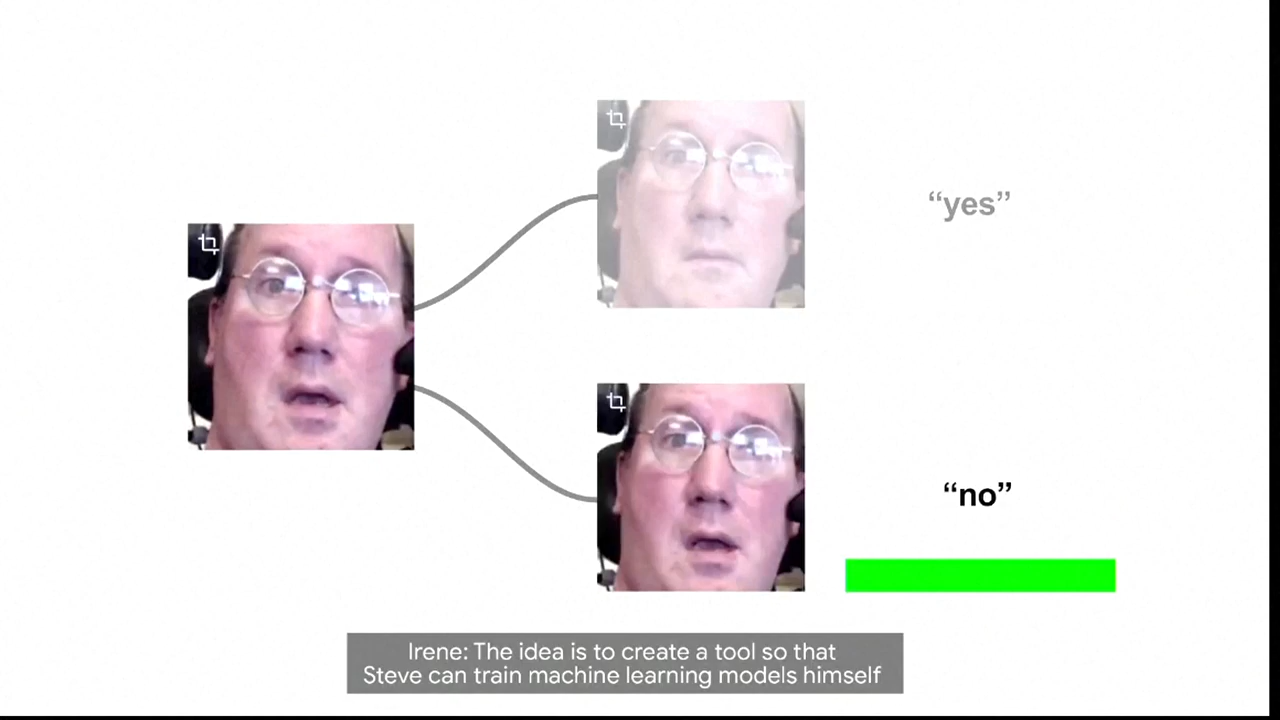 “yes”
“no”
Irene: The idea is to create a tool so that
Steve can train machine learning models himself